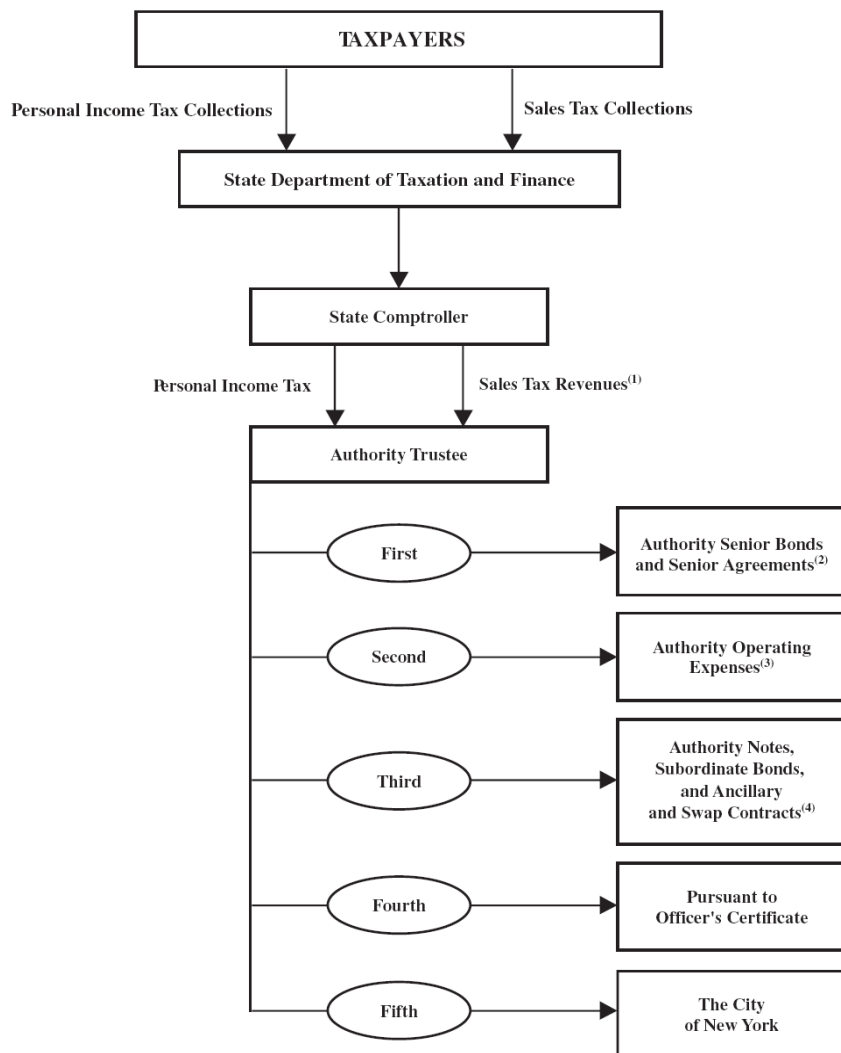 TAXPAYERS
Personal Income Tax Collections
Sales Tax Collections
State Department of Taxation and Finance
State Comptroller
Personal Income Tax
Sales Tax Revenues(1)
Authority Trustee
First
Authority Senior Bonds
and Senior Agreements(2)
Second
Authority Operating
Expenses(3)
Third
Authority Notes,
Subordinate Bonds,
and Ancillary
and Swap Contracts(4)
Fourth
Pursuant to
Officer's Certificate
Fifth
The City
of New York